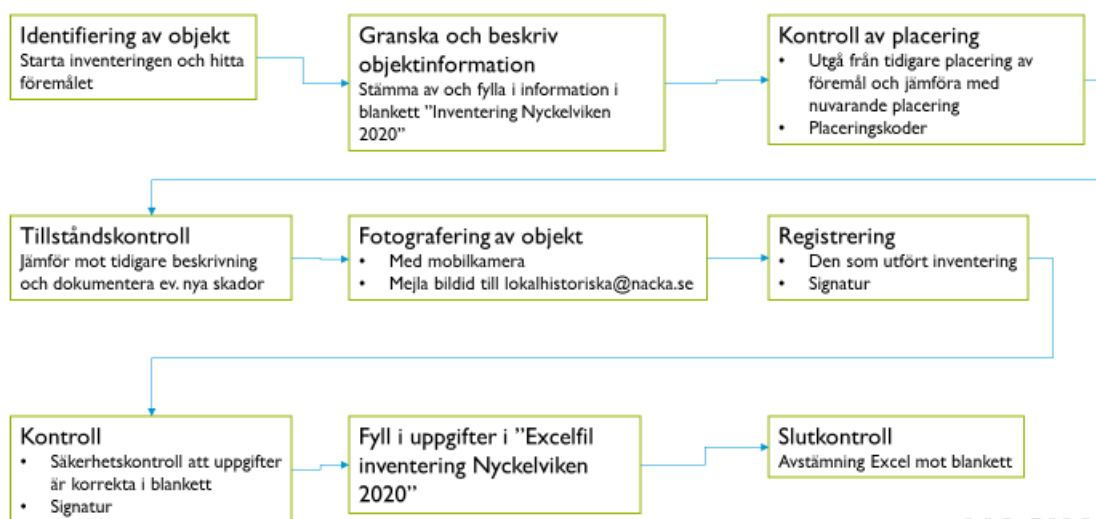 Identifiering av objekt
Starta inventeringen och hitta
föremålet
Granska och beskriv
objektinformation
Stämma av och fylla i information i
blankett ”Inventering Nyckelviken
2020”
Kontroll av placering
• Utgå från tidigare placering av
föremål och jämföra med
nuvarande placering
• Placeringskoder
Tillståndskontroll
Jämför mot tidigare beskrivning
och dokumentera ev. nya skador
Fotografering av objekt
• Med mobilkamera
• Mejla bildid till lokalhistoriska@nacka.se
Registrering
• Den som utfört inventering
• Signatur
Kontroll
• Säkerhetskontroll att uppgifter
är korrekta i blankett
• Signatur
Fyll i uppgifter i ”Excelfil
inventering Nyckelviken
2020”
Slutkontroll
Avstämning Excel mot blankett